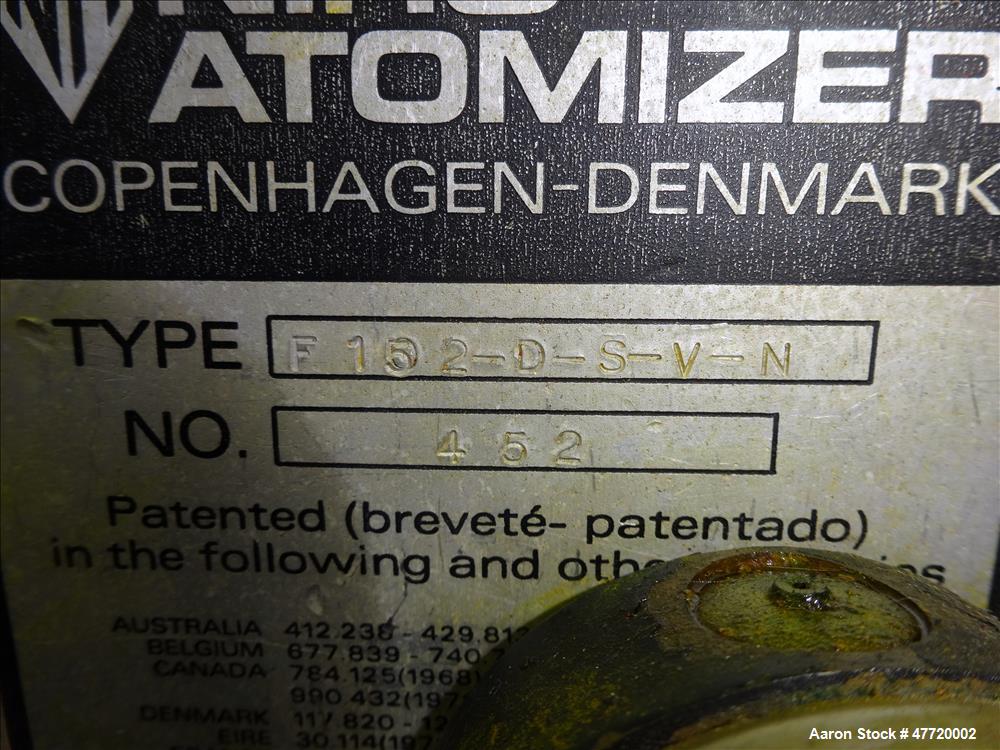 ATOMIZER
COPENHAGEN-DENMARK
TYPE F 152-D-S-V-N
NO. 452
Patented (breveté- patentado)
in the following and
AUSTRALIA 412.238 - 429.813
BELGIUM 677.839 - 740.
CANADA 784.125(1968)
990.432(197
DENMARK 117.820 - 12
EIRE 30.114(197
Aaron Stock # 47720002